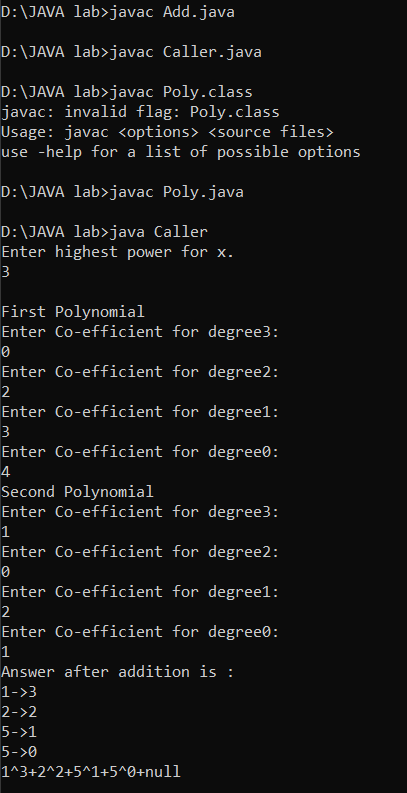 D:\JAVA lab>javac Add.java
D:\JAVA lab>javac Caller.java
D:\JAVA lab>javac Poly.class
javac: invalid flag: Poly.class
Usage: javac <options> <source files>
use -help for a list of possible options
D:\JAVA lab>javac Poly.java
D:\JAVA lab>java Caller
Enter highest power for x.
3
First Polynomial
Enter Co-efficient for degree3:
0
Enter Co-efficient for degree2:
2
Enter Co-efficient for degree1:
3
Enter Co-efficient for degree0:
4
Second Polynomial
Enter Co-efficient for degree3:
1
Enter Co-efficient for degree2:
0
Enter Co-efficient for degree1:
2
Enter Co-efficient for degree0:
1
Answer after addition is :
1->3
2->2
5->1
5->0
1^3+2^2+5^1+5^0+null